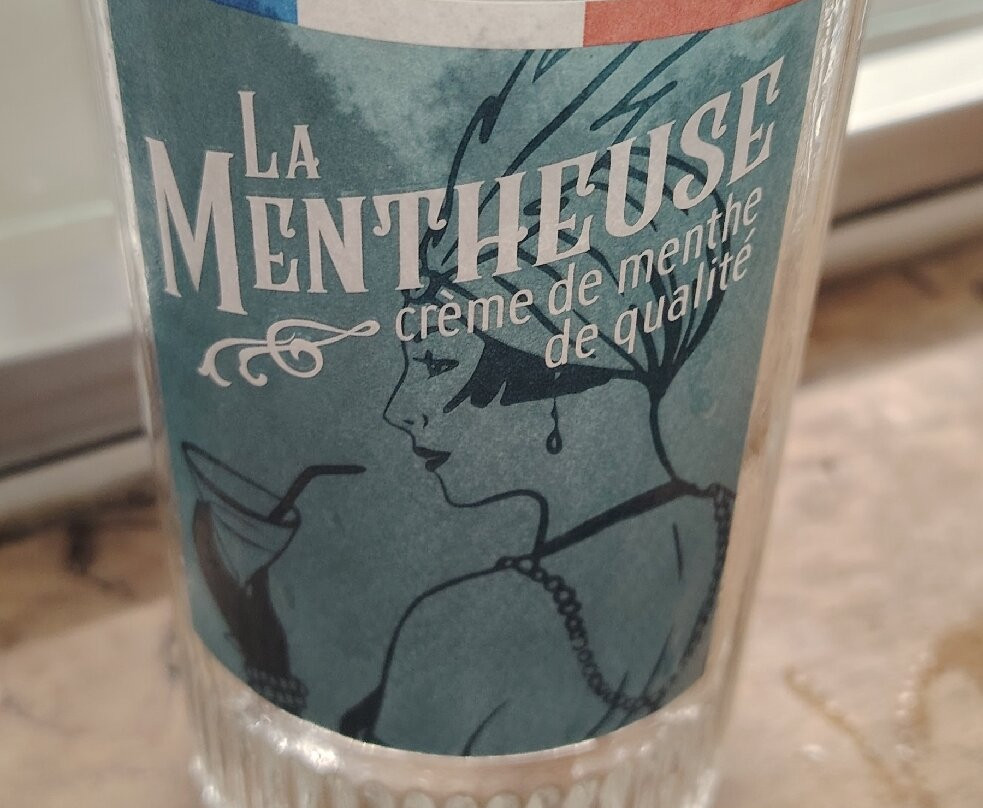 LA
MENTHEUSE
crème de menthe
de qualité